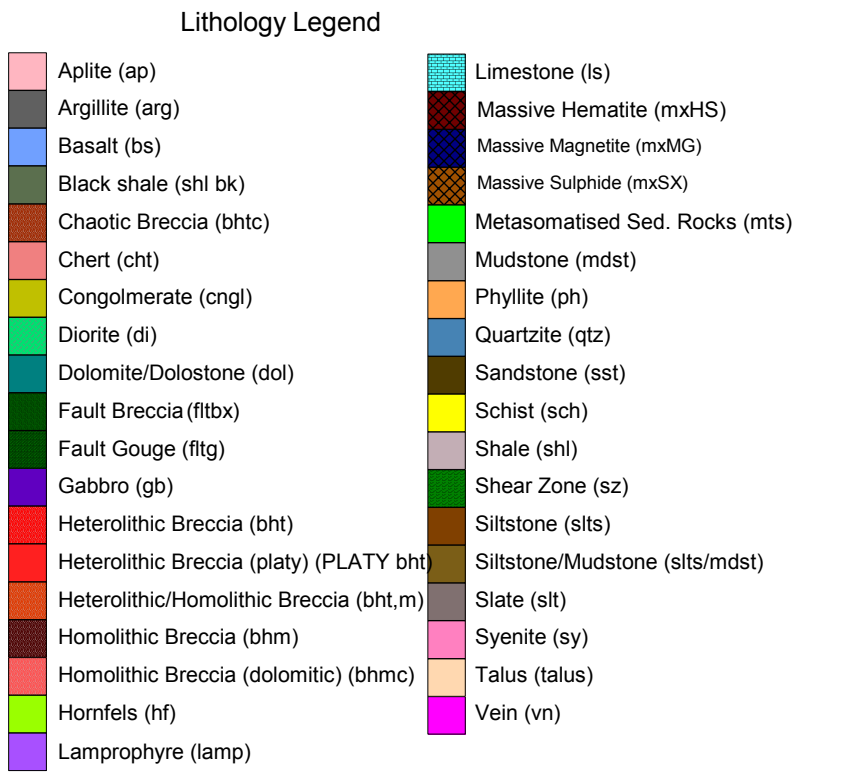 Lithology Legend
Aplite (ap)
Argillite (arg)
Basalt (bs)
Black shale (shl bk)
Chaotic Breccia (bhtc)
Chert (cht)
Congolmerate (cngl)
Diorite (di)
Dolomite/Dolostone (dol)
Fault Breccia (fltbx)
Fault Gouge (fltg)
Gabbro (gb)
Heterolithic Breccia (bht)
Heterolithic Breccia (platy) (PLATY bht)
Heterolithic/Homolithic Breccia (bht,m)
Homolithic Breccia (bhm)
Homolithic Breccia (dolomitic) (bhmc)
Hornfels (hf)
Lamprophyre (lamp)
Limestone (ls)
Massive Hematite (mxHS)
Massive Magnetite (mxMG)
Massive Sulphide (mxSX)
Metasomatised Sed. Rocks (mts)
Mudstone (mdst)
Phyllite (ph)
Quartzite (qtz)
Sandstone (sst)
Schist (sch)
Shale (shl)
Shear Zone (sz)
Siltstone (slts)
Siltstone/Mudstone (slts/mdst)
Slate (slt)
Syenite (sy)
Talus (talus)
Vein (vn)